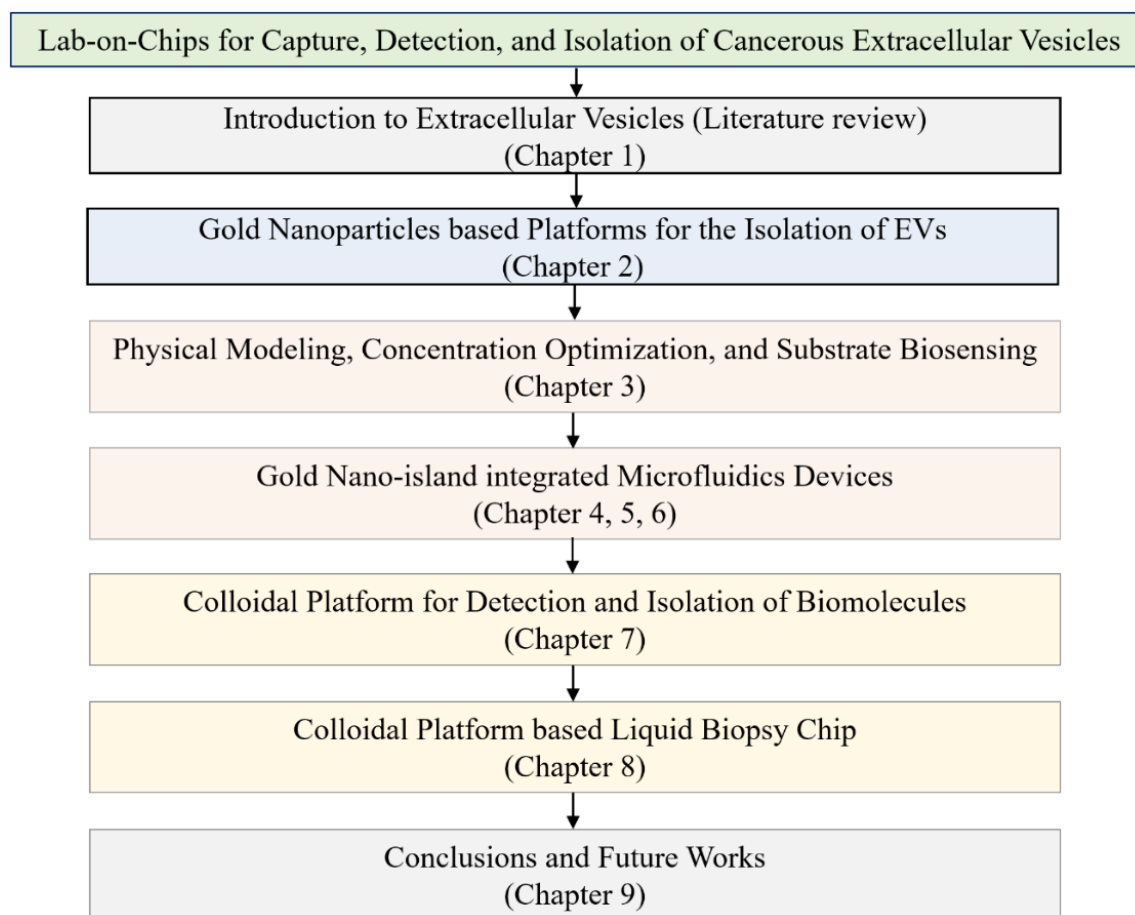 Lab-on-Chips for Capture, Detection, and Isolation of Cancerous Extracellular Vesicles
Introduction to Extracellular Vesicles (Literature review)
(Chapter 1)
Gold Nanoparticles based Platforms for the Isolation of EVs
(Chapter 2)
Physical Modeling, Concentration Optimization, and Substrate Biosensing
(Chapter 3)
Gold Nano-island integrated Microfluidics Devices
(Chapter 4, 5, 6)
Colloidal Platform for Detection and Isolation of Biomolecules
(Chapter 7)
Colloidal Platform based Liquid Biopsy Chip
(Chapter 8)
Conclusions and Future Works
(Chapter 9)